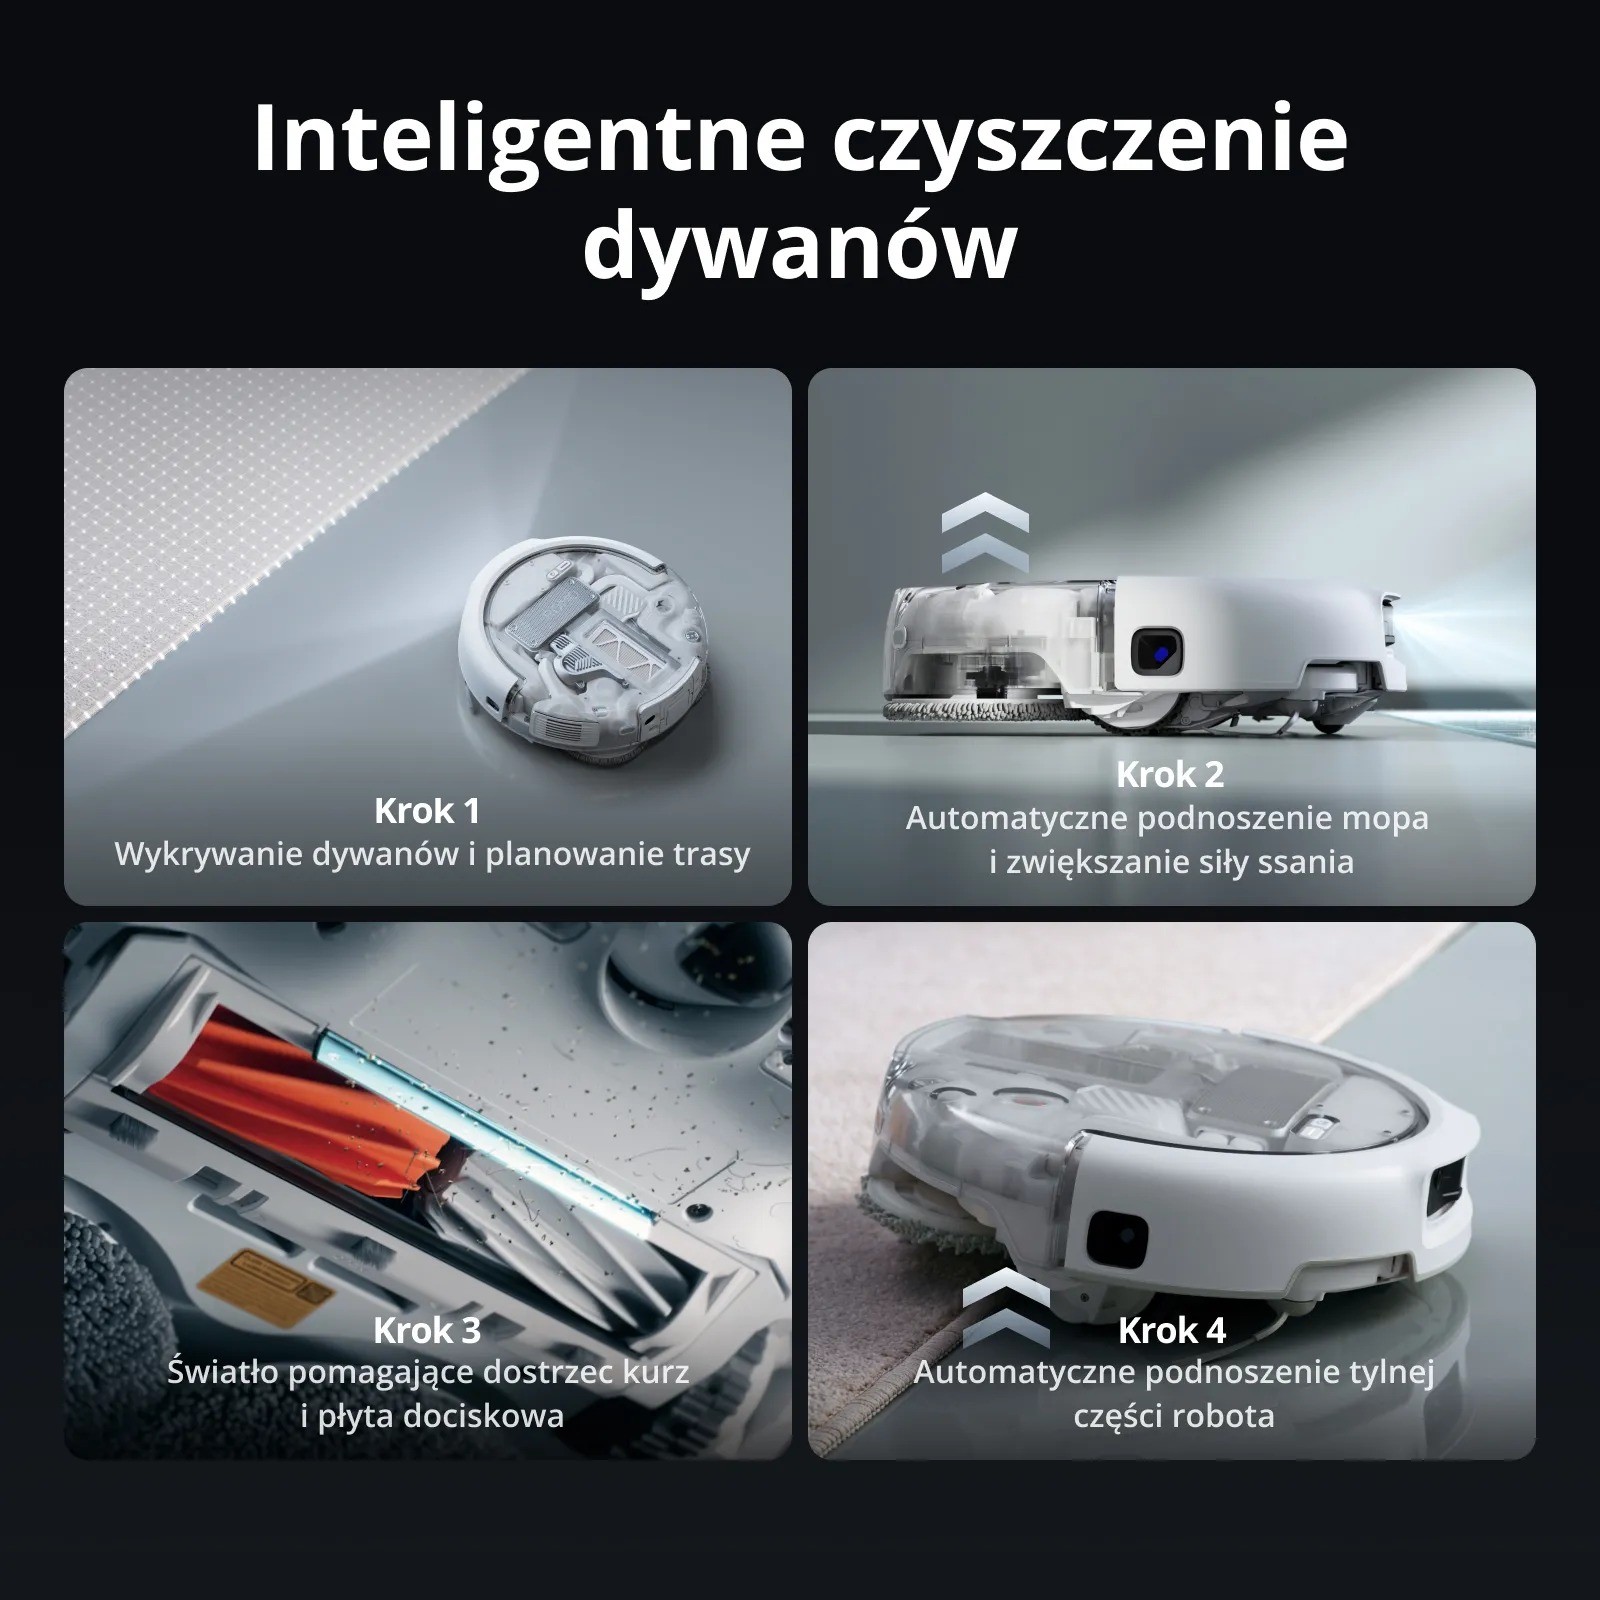 Inteligentne czyszczenie
dywanów
Krok 1
Wykrywanie dywanów i planowanie trasy
Krok 2
Automatyczne podnoszenie mopa
i zwiększanie siły ssania
Krok 3
Światło pomagające dostrzec kurz
i płyta dociskowa
Krok 4
Automatyczne podnoszenie tylnej
części robota